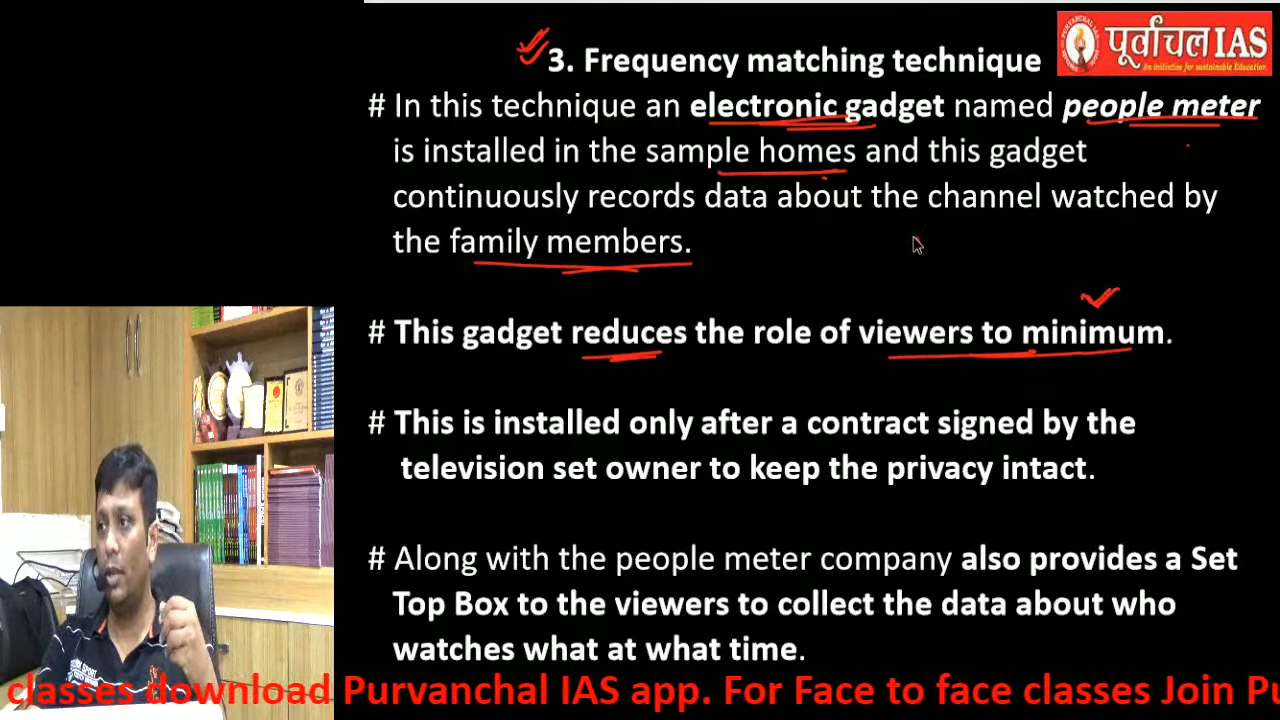 3. Frequency matching technique
पूर्वांचल IAS
An initiative for sustainable Education
# In this technique an electronic gadget named people meter
is installed in the sample homes and this gadget
continuously records data about the channel watched by
the family members.
# This gadget reduces the role of viewers to minimum.
# This is installed only after a contract signed by the
television set owner to keep the privacy intact.
# Along with the people meter company also provides a Set
Top Box to the viewers to collect the data about who
watches what at what time.
classes download Purvanchal IAS app. For Face to face classes Join Pu